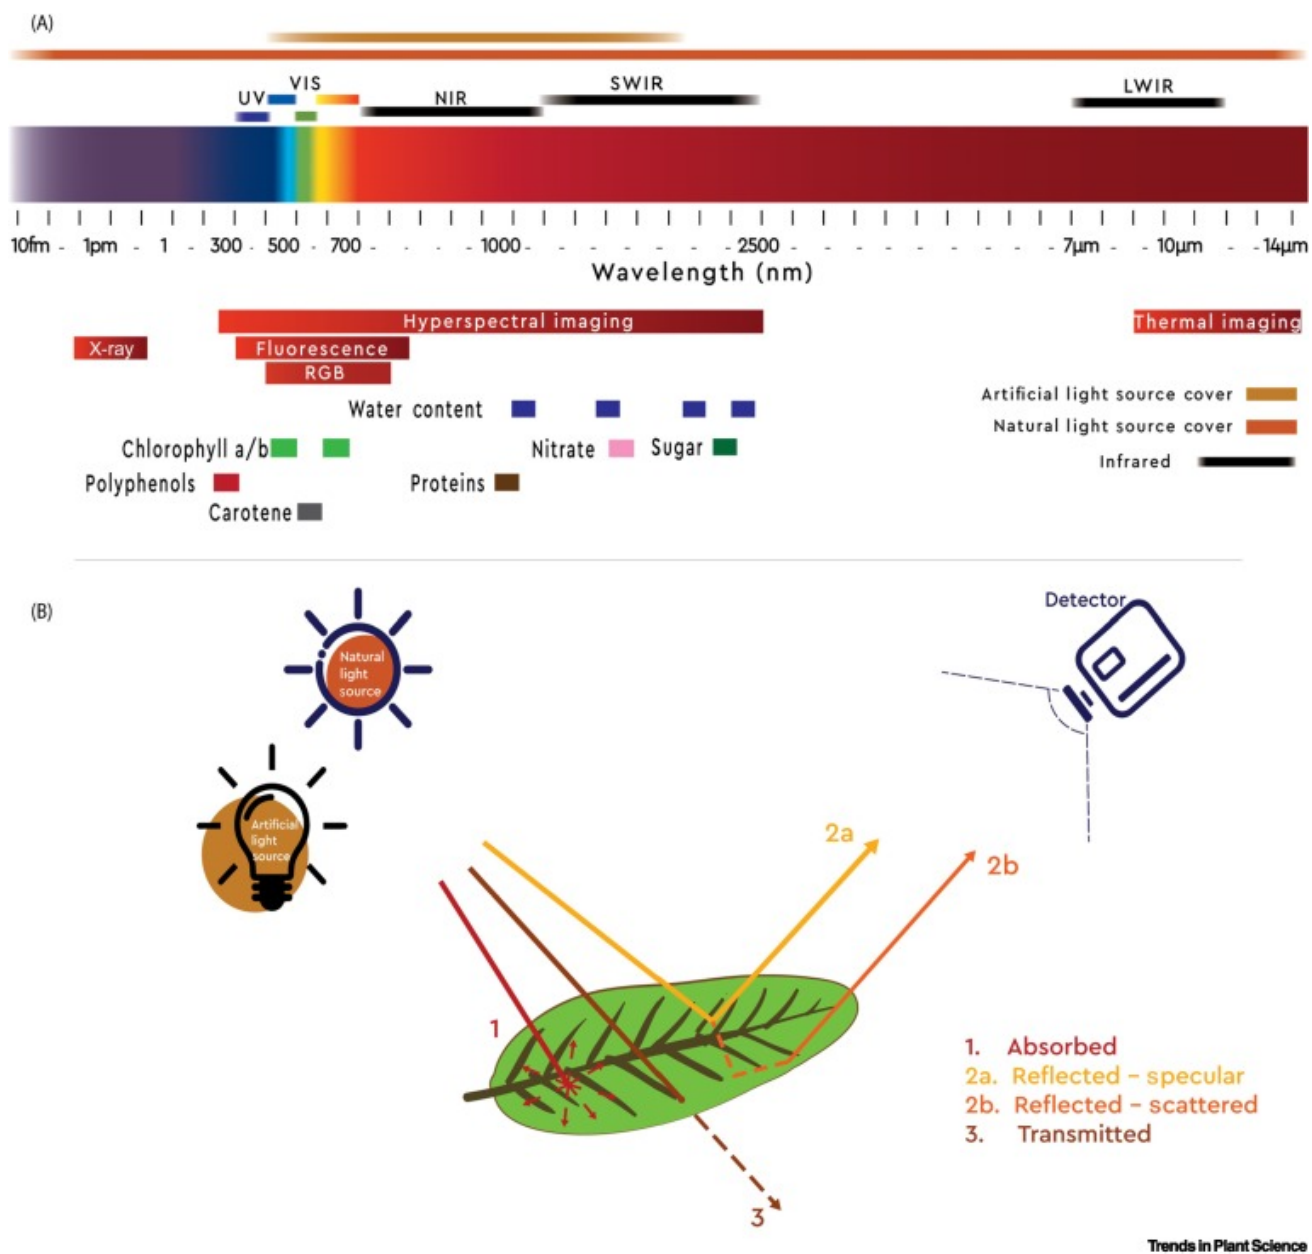 (A)
VIS
UV
NIR
SWIR
LWIR
10fm - 1pm - 1 - 300 - 500 - 700 - - - - 1000 - - - - - - - - 2500 - - - - - - - - - 7µm - - 10µm - - 14µm
Wavelength (nm)
Hyperspectral imaging
Thermal imaging
X-ray
Fluorescence
RGB
Artificial light source cover
Water content
Natural light source cover
Chlorophyll a/b
Nitrate
Sugar
Infrared
Polyphenols
Proteins
Carotene
(B)
Detector
Natural
light
source
Artificial
light
source
2a
2b
1
1. Absorbed
2a. Reflected – specular
2b. Reflected – scattered
3. Transmitted
3
Trends in Plant Science